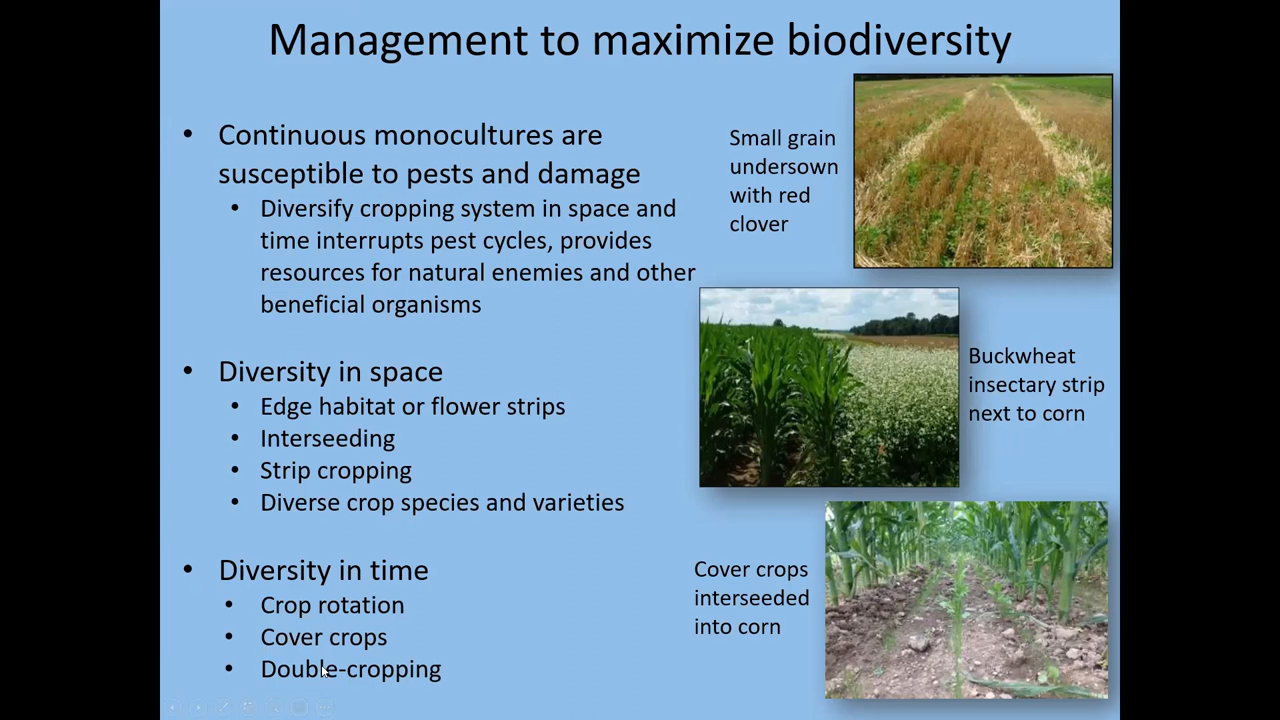 Management to maximize biodiversity
• Continuous monocultures are
susceptible to pests and damage
• Diversify cropping system in space and
time interrupts pest cycles, provides
resources for natural enemies and other
beneficial organisms
• Diversity in space
• Edge habitat or flower strips
• Interseeding
• Strip cropping
• Diverse crop species and varieties
• Diversity in time
• Crop rotation
• Cover crops
• Double-cropping
Small grain
undersown
with red
clover
Buckwheat
insectary strip
next to corn
Cover crops
interseeded
into corn